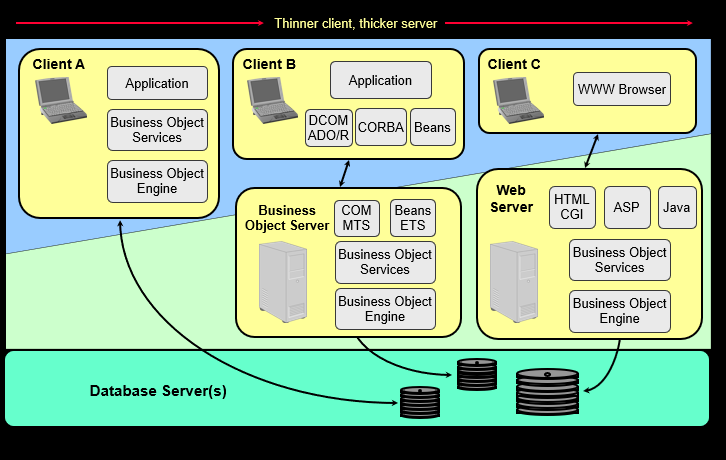 Thinner client, thicker server
Client A
Application
Business Object
Services
Business Object
Engine
Client B
Application
DCOM
ADO/R
CORBA
Beans
Client C
WWW Browser
Business
Object Server
COM
MTS
Beans
ETS
Business Object
Services
Business Object
Engine
Web
Server
HTML
CGI
ASP
Java
Business Object
Services
Business Object
Engine
Database Server(s)